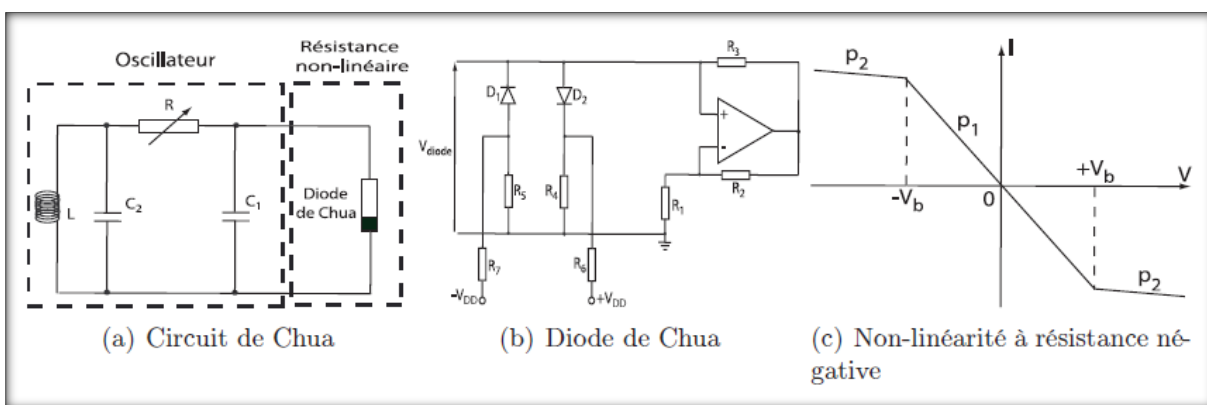 Oscillateur
Résistance
non-linéaire
R
L
C2
C1
Diode
de Chua
(a) Circuit de Chua
R3
D1
D2
Vdiode
+
-
R5
R4
R1
R2
R7
R6
-VDD
+VDD
(b) Diode de Chua
I
p2
p1
+Vb
V
-Vb
0
p2
(c) Non-linéarité à résistance né-
gative